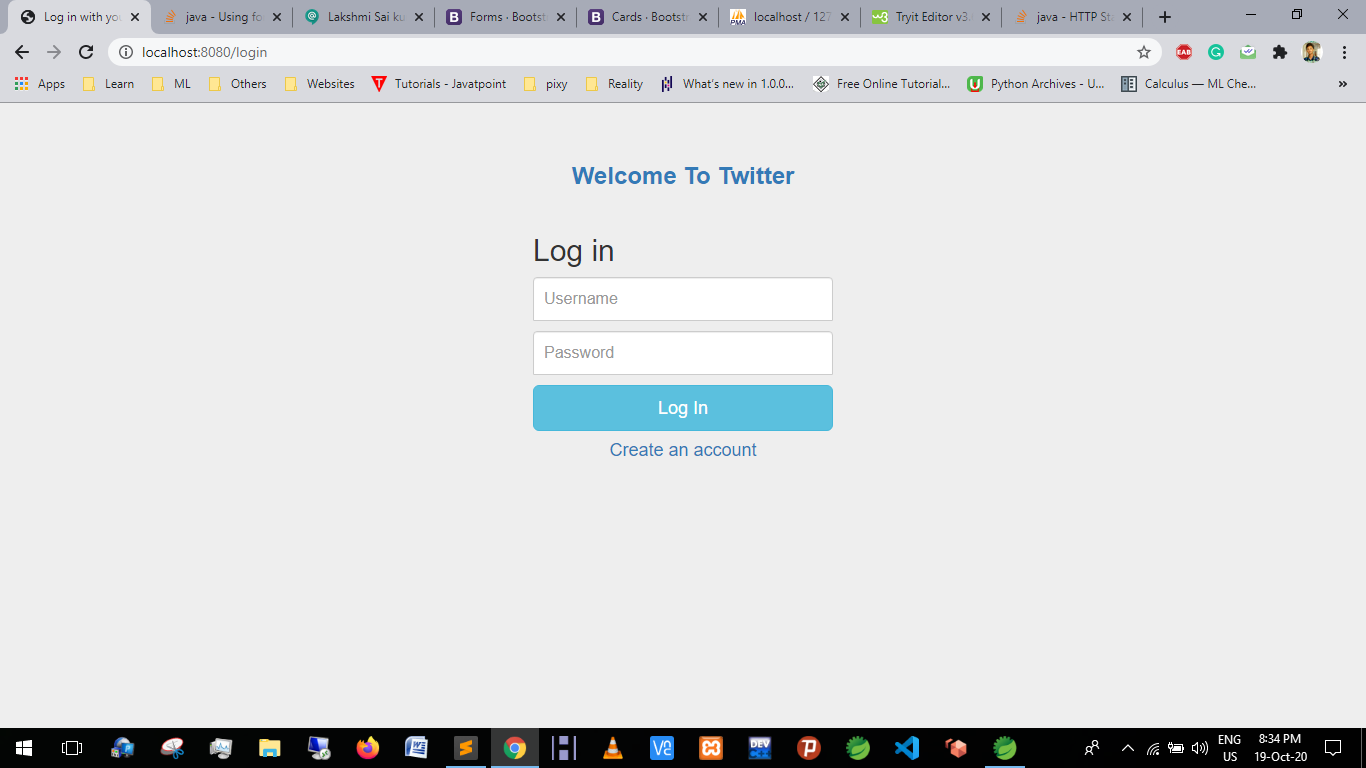 Log in with you
java - Using fo
Lakshmi Sai ku
Forms · Bootst
Cards · Bootstr
localhost / 127
Tryit Editor v3.
java - HTTP Sta
localhost:8080/login
Apps
Learn
ML
Others
Websites
Tutorials - Javatpoint
pixy
Reality
What's new in 1.0.0...
Free Online Tutorial...
Python Archives - U...
Calculus — ML Che...
»
Welcome To Twitter
Log in
Username
Password
Log In
Create an account
ENG
US
8:34 PM
19-Oct-20